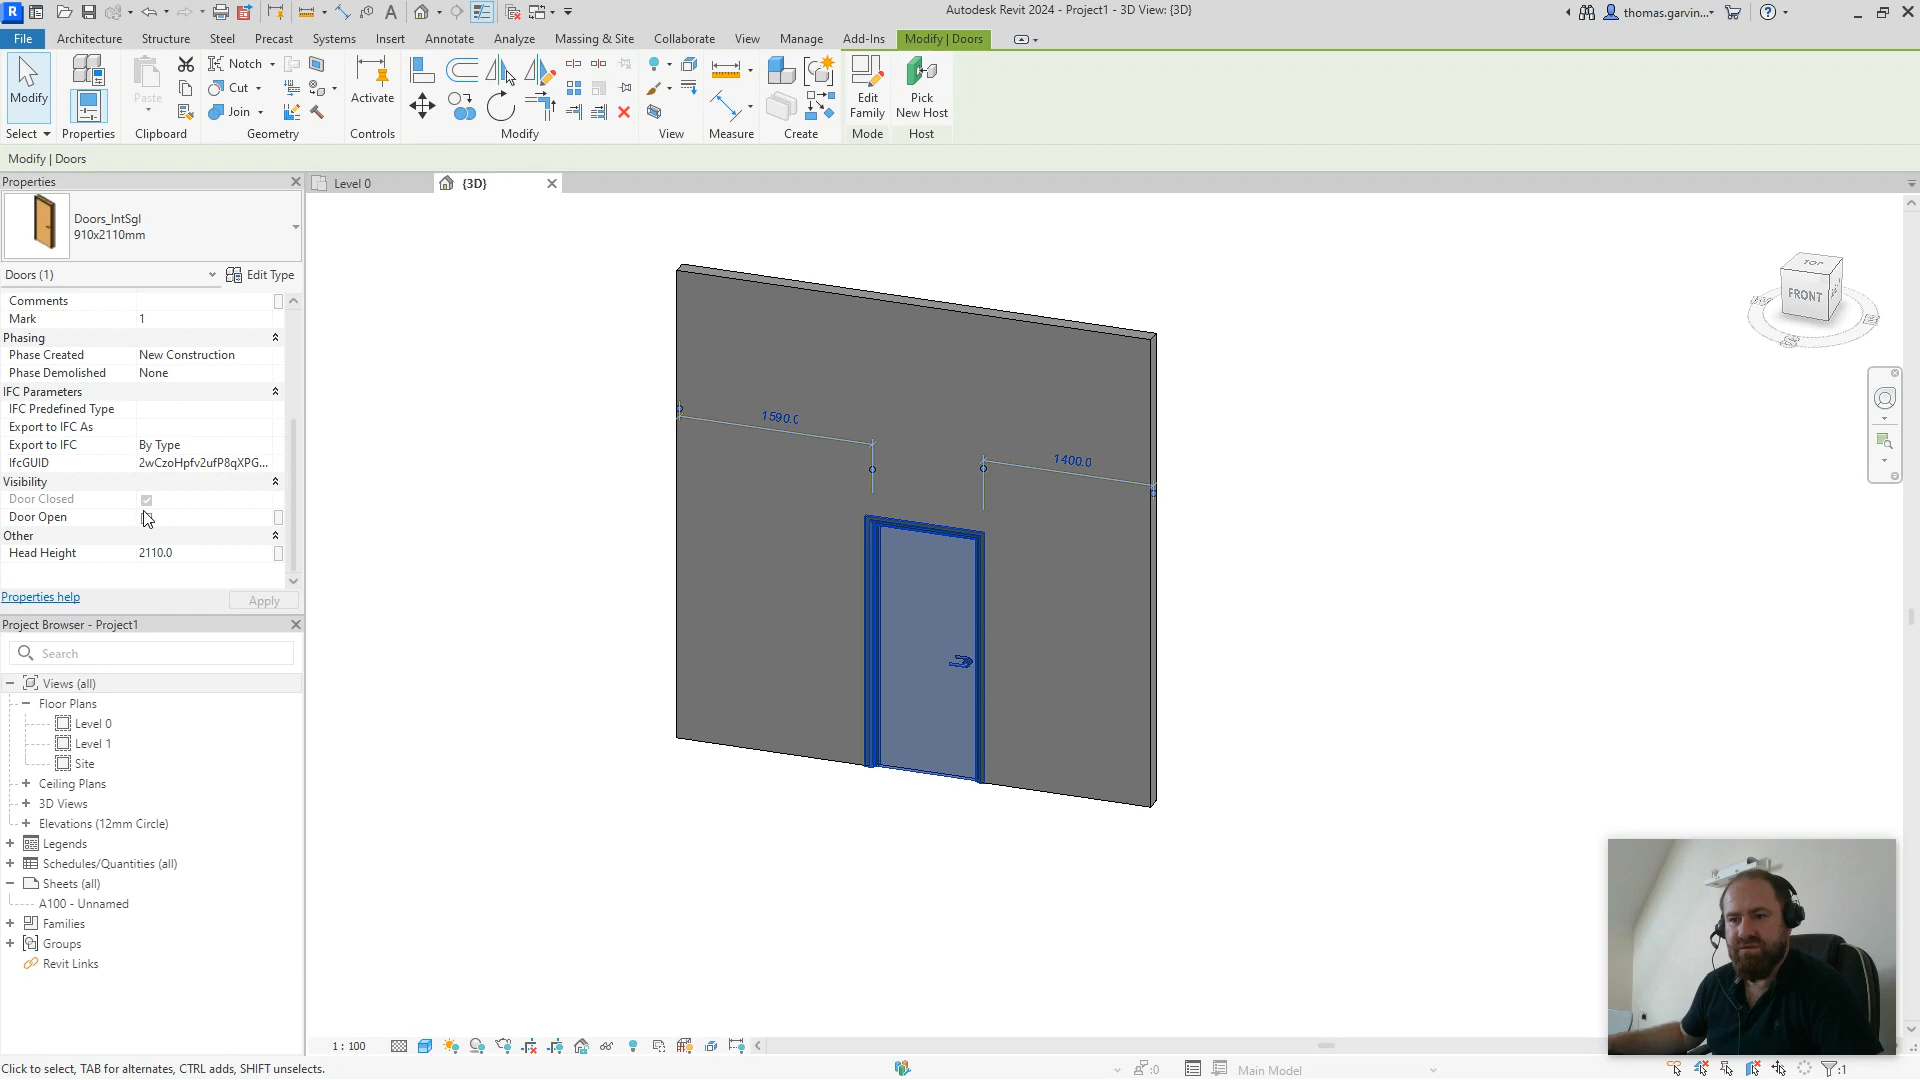 Autodesk Revit 2024 - Project1 - 3D View: {3D}
thomas.garvin...
File Architecture Structure Steel Precast Systems Insert Annotate Analyze Massing & Site Collaborate View Manage Add-Ins Modify | Doors
Modify
Select
Properties
Paste
Clipboard
Notch
Cut
Join
Geometry
Activate
Controls
Modify
View
Measure
Create
Edit
Family
Mode
Pick
New Host
Host
Modify | Doors
Properties
Level 0
{3D}
Doors_IntSgl
910x2110mm
Doors (1)
Edit Type
Comments
Mark 1
Phasing
Phase Created New Construction
Phase Demolished None
IFC Parameters
IFC Predefined Type
Export to IFC As
Export to IFC By Type
IfcGUID 2wCzoHpfv2ufP8qXPG...
Visibility
Door Closed
Door Open
Other
Head Height 2110.0
Properties help
Apply
1590.0
1400.0
TOP
FRONT
Project Browser - Project1
Search
Views (all)
Floor Plans
Level 0
Level 1
Site
Ceiling Plans
3D Views
Elevations (12mm Circle)
Legends
Schedules/Quantities (all)
Sheets (all)
A100 - Unnamed
Families
Groups
Revit Links
1 : 100
Click to select, TAB for alternates, CTRL adds, SHIFT unselects.
:0
Main Model
:1